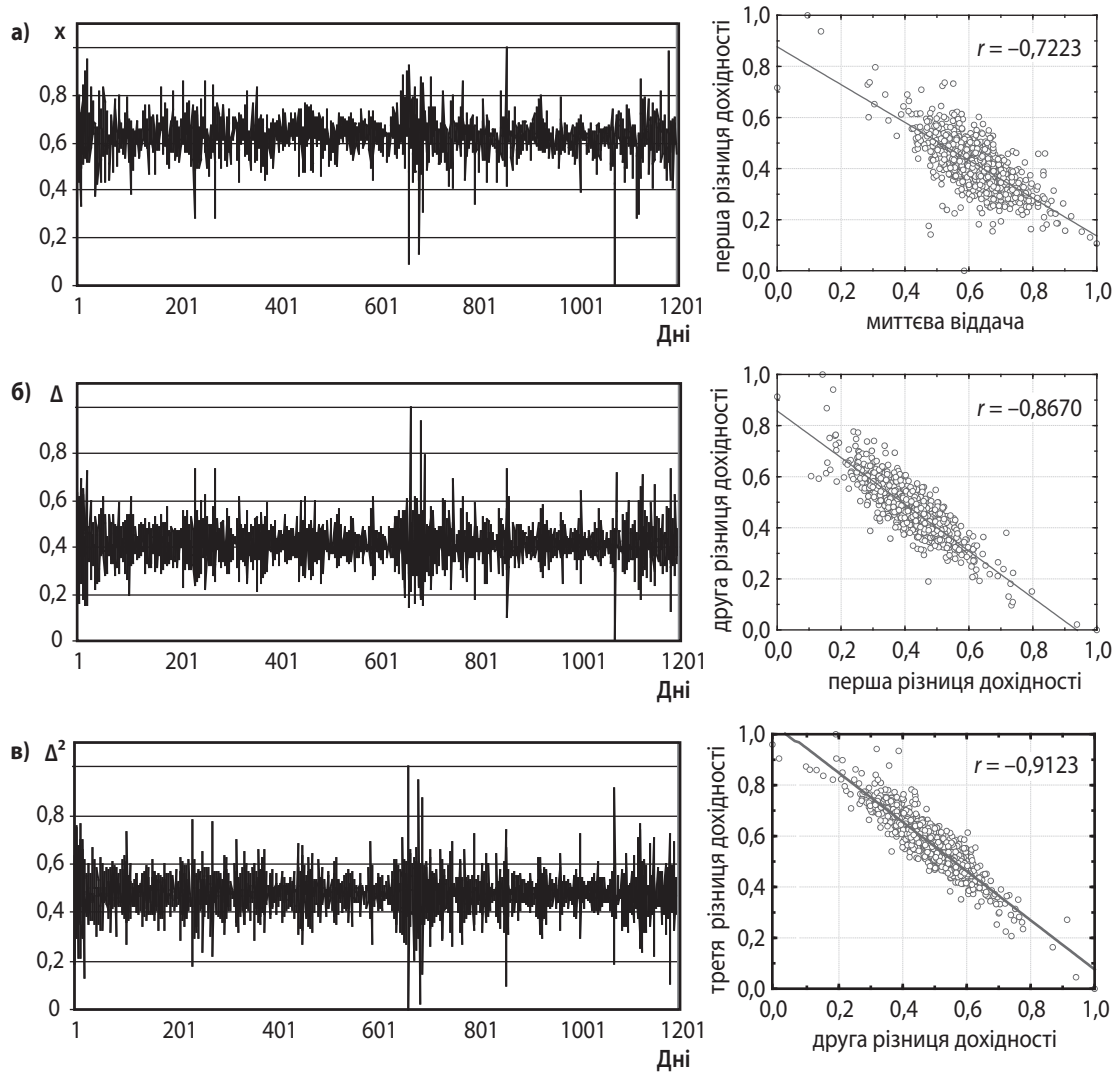 а) x
0,8
0,6
0,4
0,2
0
1 201 401 601 801 1001 1201
Дні
r = –0,7223
перша різниця дохідності
1,0
0,8
0,6
0,4
0,2
0,0
0,0 0,2 0,4 0,6 0,8 1,0
миттєва віддача
б) Δ
0,8
0,6
0,4
0,2
0
1 201 401 601 801 1001 1201
Дні
r = –0,8670
друга різниця дохідності
1,0
0,8
0,6
0,4
0,2
0,0
0,0 0,2 0,4 0,6 0,8 1,0
перша різниця дохідності
в) Δ²
0,8
0,6
0,4
0,2
0
1 201 401 601 801 1001 1201
Дні
r = –0,9123
третя різниця дохідності
1,0
0,8
0,6
0,4
0,2
0,0
0,0 0,2 0,4 0,6 0,8 1,0
друга різниця дохідності